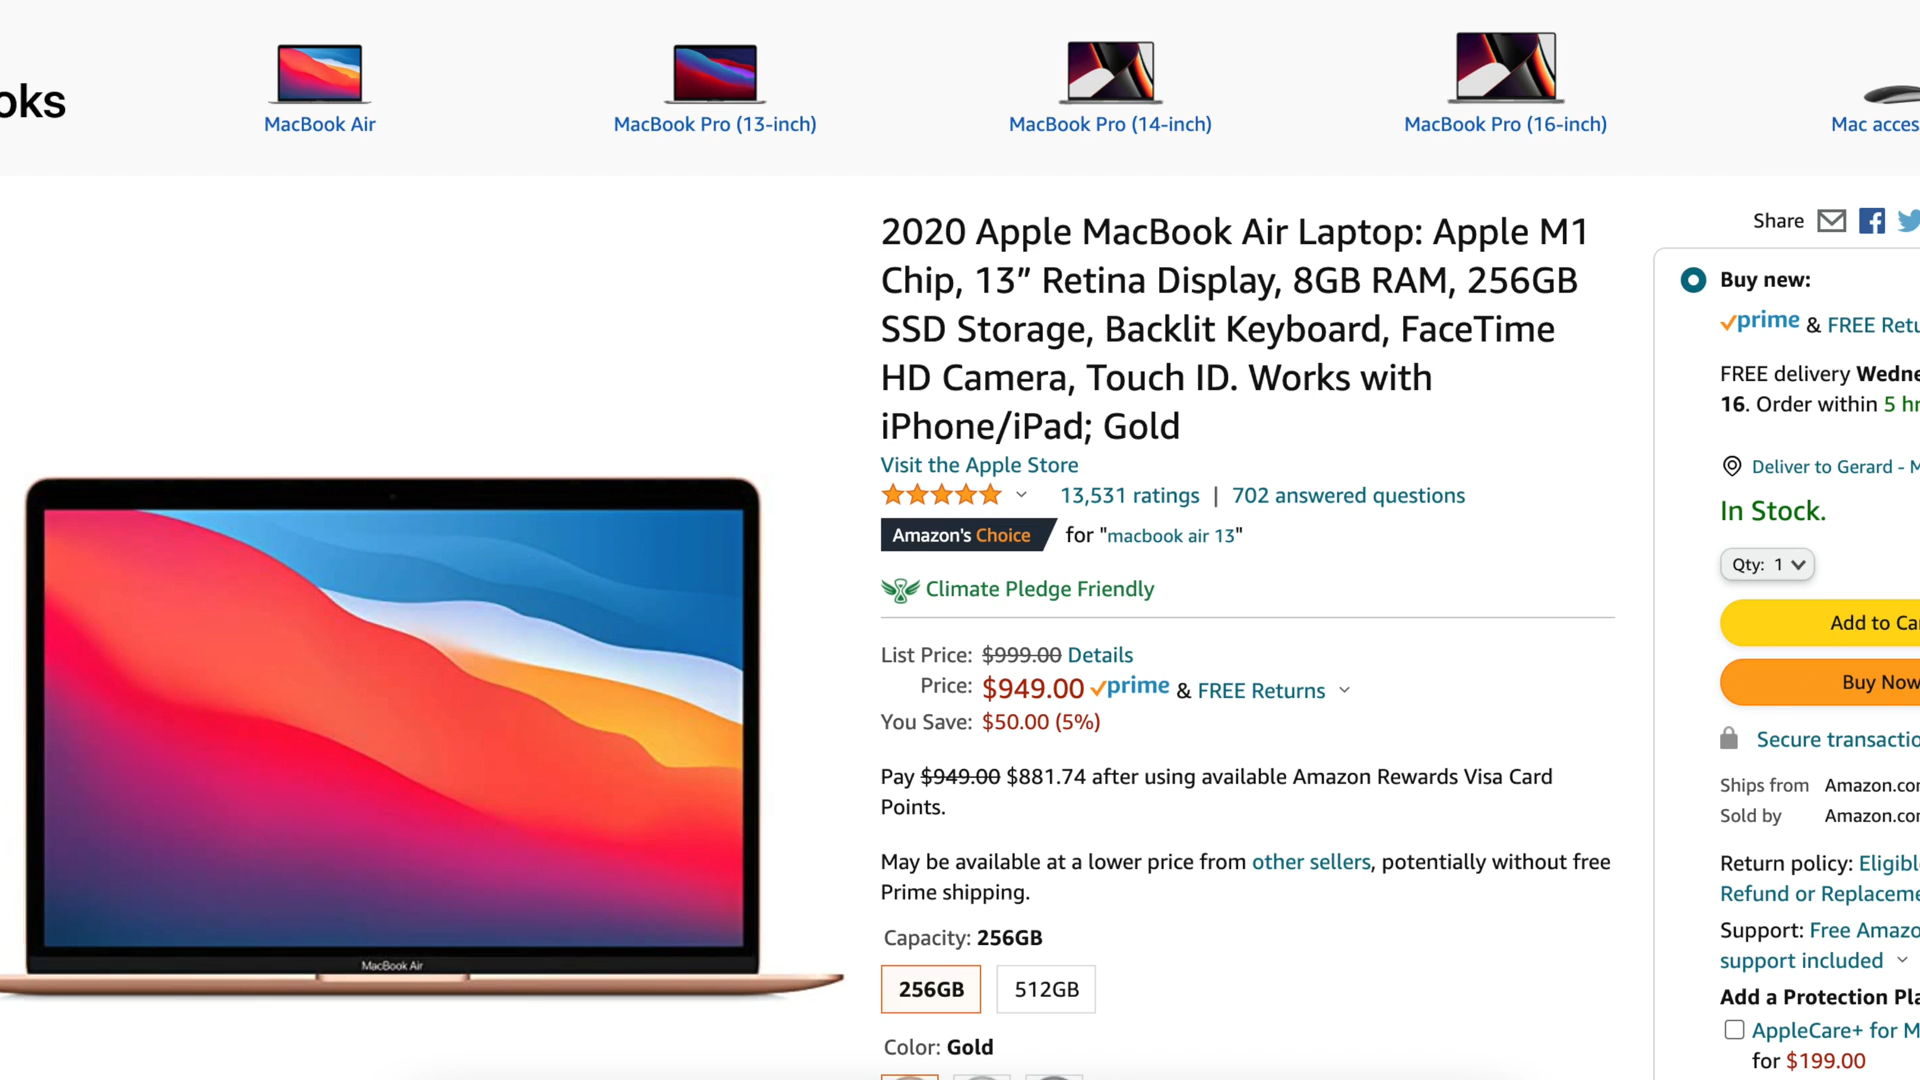 oks
MacBook Air
MacBook Pro (13-inch)
MacBook Pro (14-inch)
MacBook Pro (16-inch)
Mac
2020 Apple MacBook Air Laptop: Apple M1
Chip, 13” Retina Display, 8GB RAM, 256GB
SSD Storage, Backlit Keyboard, FaceTime
HD Camera, Touch ID. Works with
iPhone/iPad; Gold
Visit the Apple Store
13,531 ratings | 702 answered questions
Amazon's Choice for "macbook air 13"
Climate Pledge Friendly
List Price: $999.00 Details
Price: $949.00 prime & FREE Returns
You Save: $50.00 (5%)
Pay $949.00 $881.74 after using available Amazon Rewards Visa Card
Points.
May be available at a lower price from other sellers, potentially without free
Prime shipping.
Capacity: 256GB
256GB 512GB
Color: Gold
MacBook Air
Share
Buy new:
prime & FREE Retu
FREE delivery Wedne
16. Order within 5 hr
Deliver to Gerard - M
In Stock.
Qty: 1
Add to Ca
Buy Now
Secure transactio
Ships from Amazon.co
Sold by Amazon.co
Return policy: Eligibl
Refund or Replaceme
Support: Free Amazo
support included
Add a Protection Pla
AppleCare+ for M
for $199.00